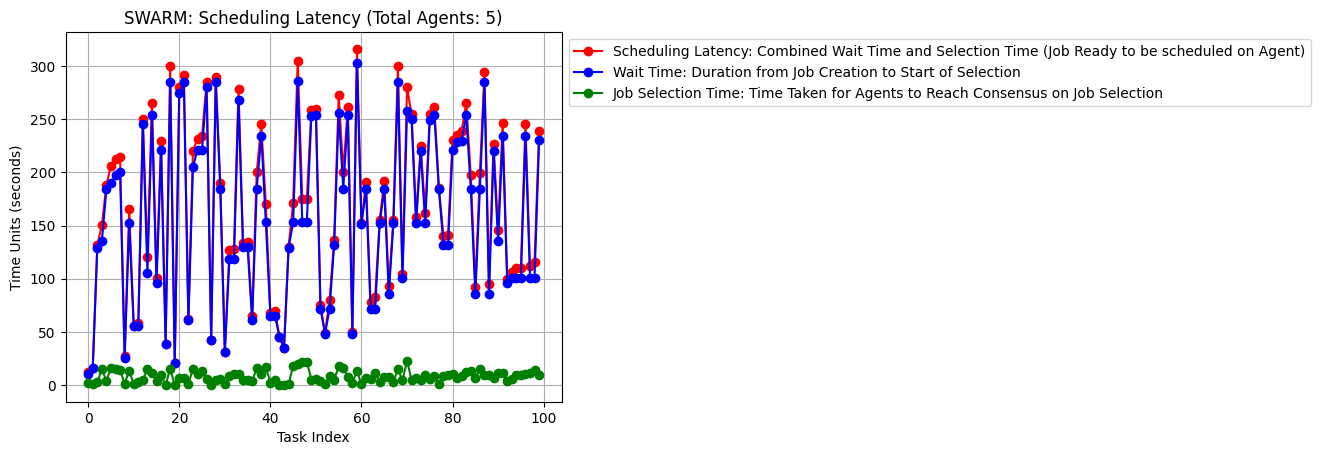 SWARM: Scheduling Latency (Total Agents: 5)
Scheduling Latency: Combined Wait Time and Selection Time (Job Ready to be scheduled on Agent)
Wait Time: Duration from Job Creation to Start of Selection
Job Selection Time: Time Taken for Agents to Reach Consensus on Job Selection
Time Units (seconds)
300
250
200
150
100
50
0
0 20 40 60 80 100
Task Index